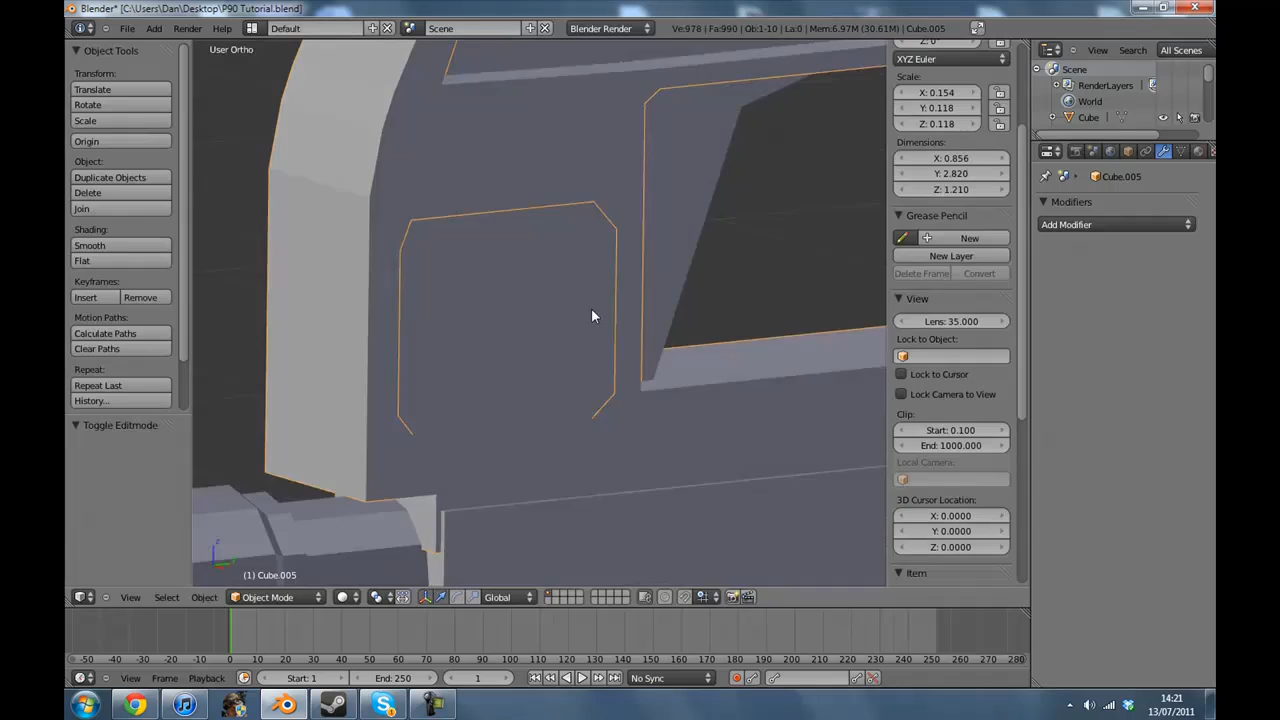 Blender* [C:\Users\Dan\Desktop\P90 Tutorial.blend]
File Add Render Help Default Scene Blender Render Ve:978 | Fa:990 | Ob:1-10 | La:0 | Mem:6.97M (30.61M) | Cube.005
Object Tools
Transform:
Translate
Rotate
Scale
Origin
Object:
Duplicate Objects
Delete
Join
Shading:
Smooth
Flat
Keyframes:
Insert Remove
Motion Paths:
Calculate Paths
Clear Paths
Repeat:
Repeat Last
History...
Toggle Editmode
User Ortho
(1) Cube.005
XYZ Euler
Scale:
X: 0.154
Y: 0.118
Z: 0.118
Dimensions:
X: 0.856
Y: 2.820
Z: 1.210
Grease Pencil
New
New Layer
Delete Frame Convert
View
Lens: 35.000
Lock to Object:
Lock to Cursor
Lock Camera to View
Clip:
Start: 0.100
End: 1000.000
Local Camera:
3D Cursor Location:
X: 0.0000
Y: 0.0000
Z: 0.0000
Item
View Search All Scenes
Scene
RenderLayers
World
Cube
Cube.005
Modifiers
Add Modifier
View Select Object Object Mode Global
-50 -40 -30 -20 -10 0 10 20 30 40 50 60 70 80 90 100 110 120 130 140 150 160 170 180 190 200 210 220 230 240 250 260 270 280
View Frame Playback Start: 1 End: 250 1 No Sync
14:21
13/07/2011